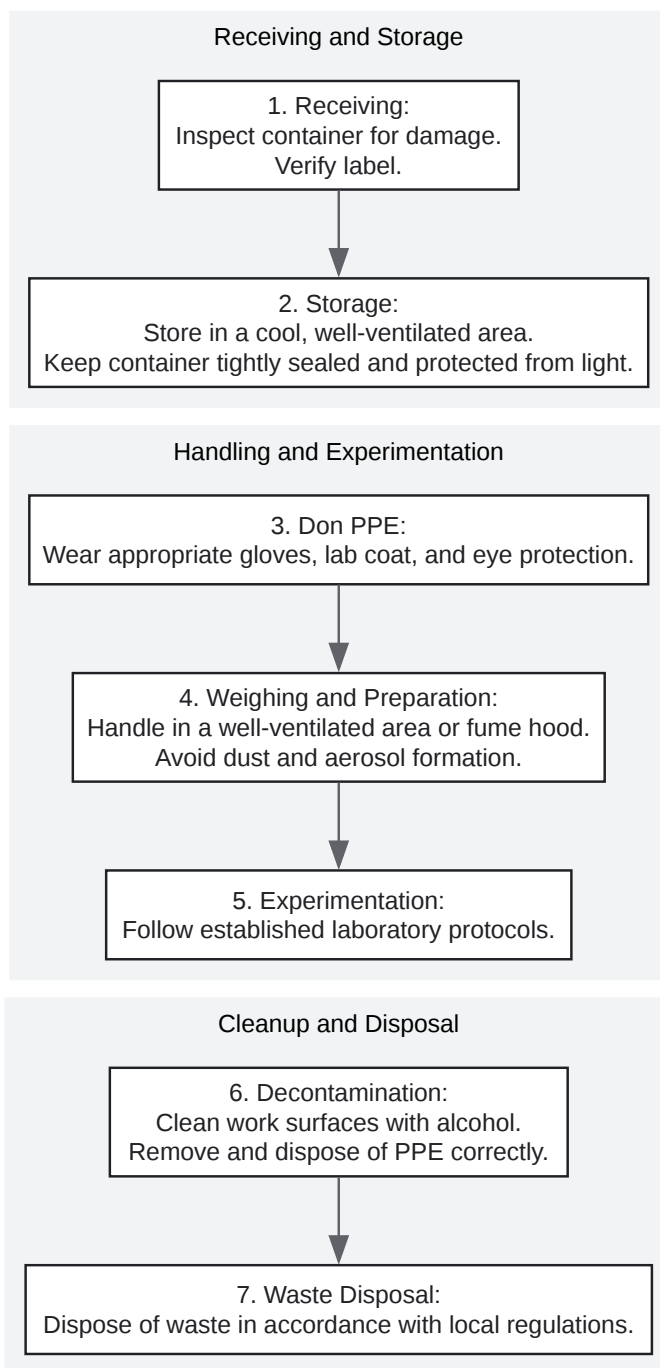 Receiving and Storage
1. Receiving:
Inspect container for damage.
Verify label.
2. Storage:
Store in a cool, well-ventilated area.
Keep container tightly sealed and protected from light.
Handling and Experimentation
3. Don PPE:
Wear appropriate gloves, lab coat, and eye protection.
4. Weighing and Preparation:
Handle in a well-ventilated area or fume hood.
Avoid dust and aerosol formation.
5. Experimentation:
Follow established laboratory protocols.
Cleanup and Disposal
6. Decontamination:
Clean work surfaces with alcohol.
Remove and dispose of PPE correctly.
7. Waste Disposal:
Dispose of waste in accordance with local regulations.